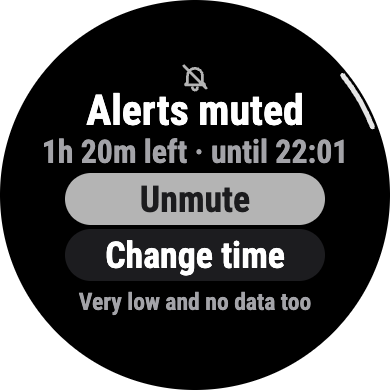 Alerts muted
1h 20m left · until 22:01
Unmute
Change time
Very low and no data too